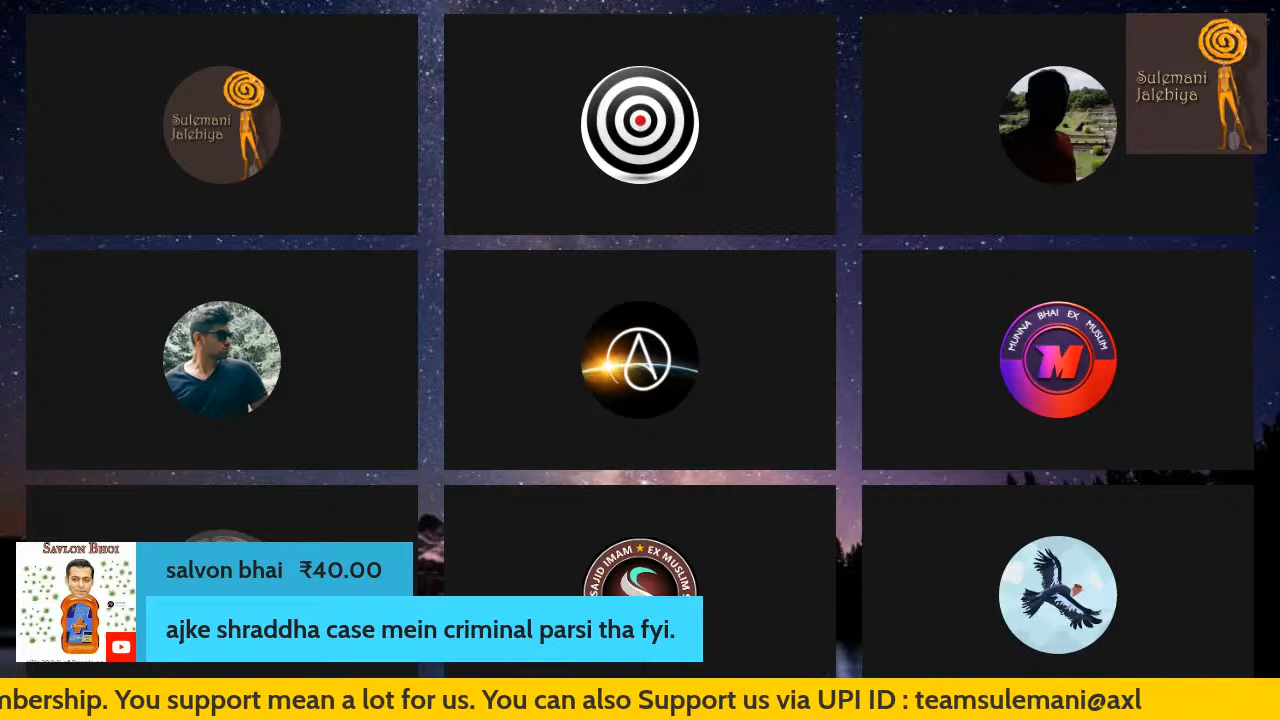 Sulemani
Jalebiya
Sulemani
Jalebiya
MUNNA BHAI EX MUSLIM
M
SAJID IMAM ★ EX MUSLIM S
SAVLON BHOI
salvon bhai ₹40.00
ajke shraddha case mein criminal parsi tha fyi.
mbership. You support mean a lot for us. You can also Support us via UPI ID : teamsulemani@axl